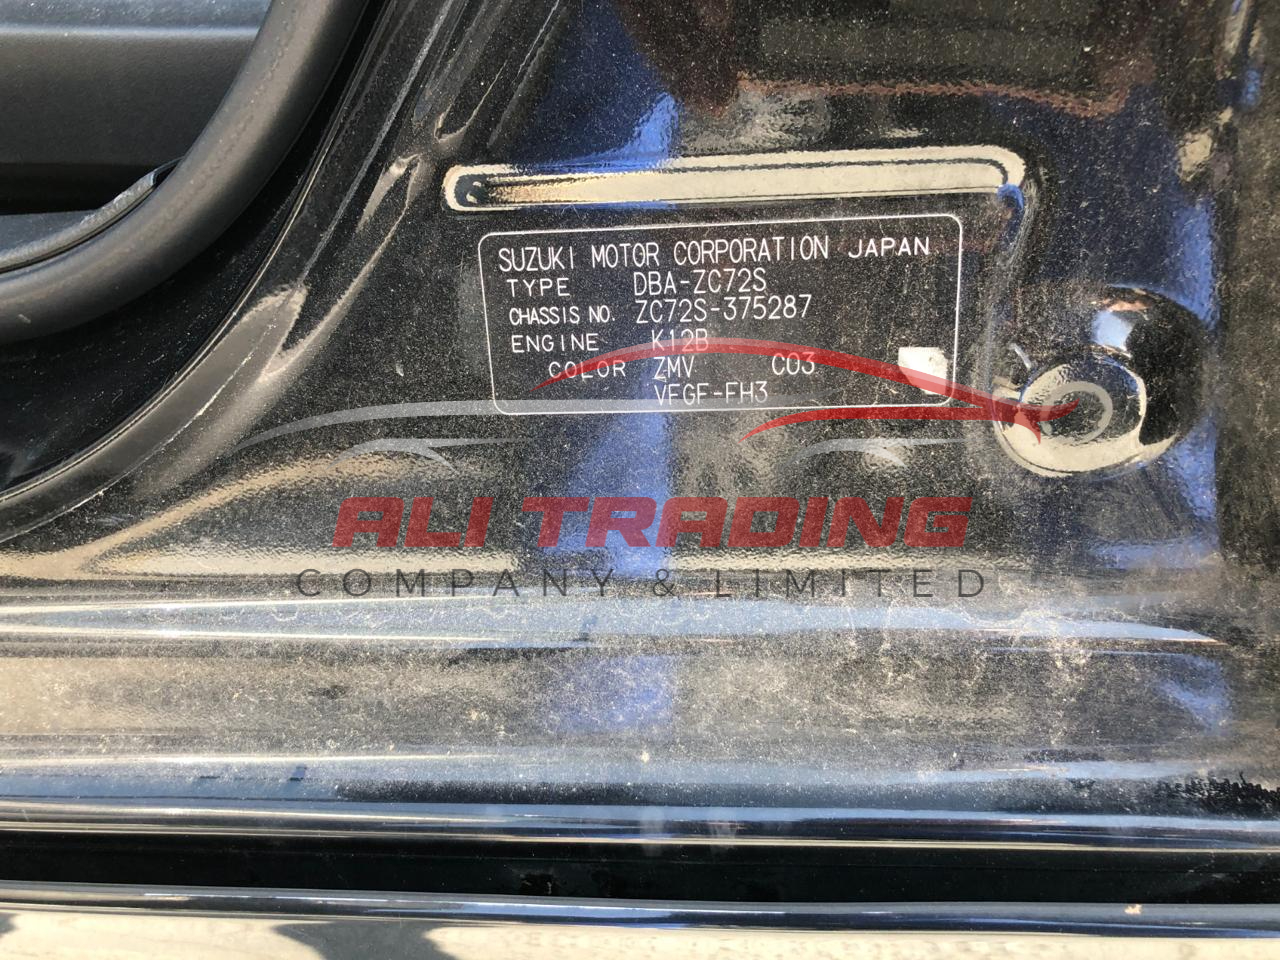 SUZUKI MOTOR CORPORATION JAPAN
TYPE DBA-ZC72S
CHASSIS NO. ZC72S-375287
ENGINE K12B
COLOR ZMV C03
VFGF-FH3
ALI TRADING
COMPANY & LIMITED